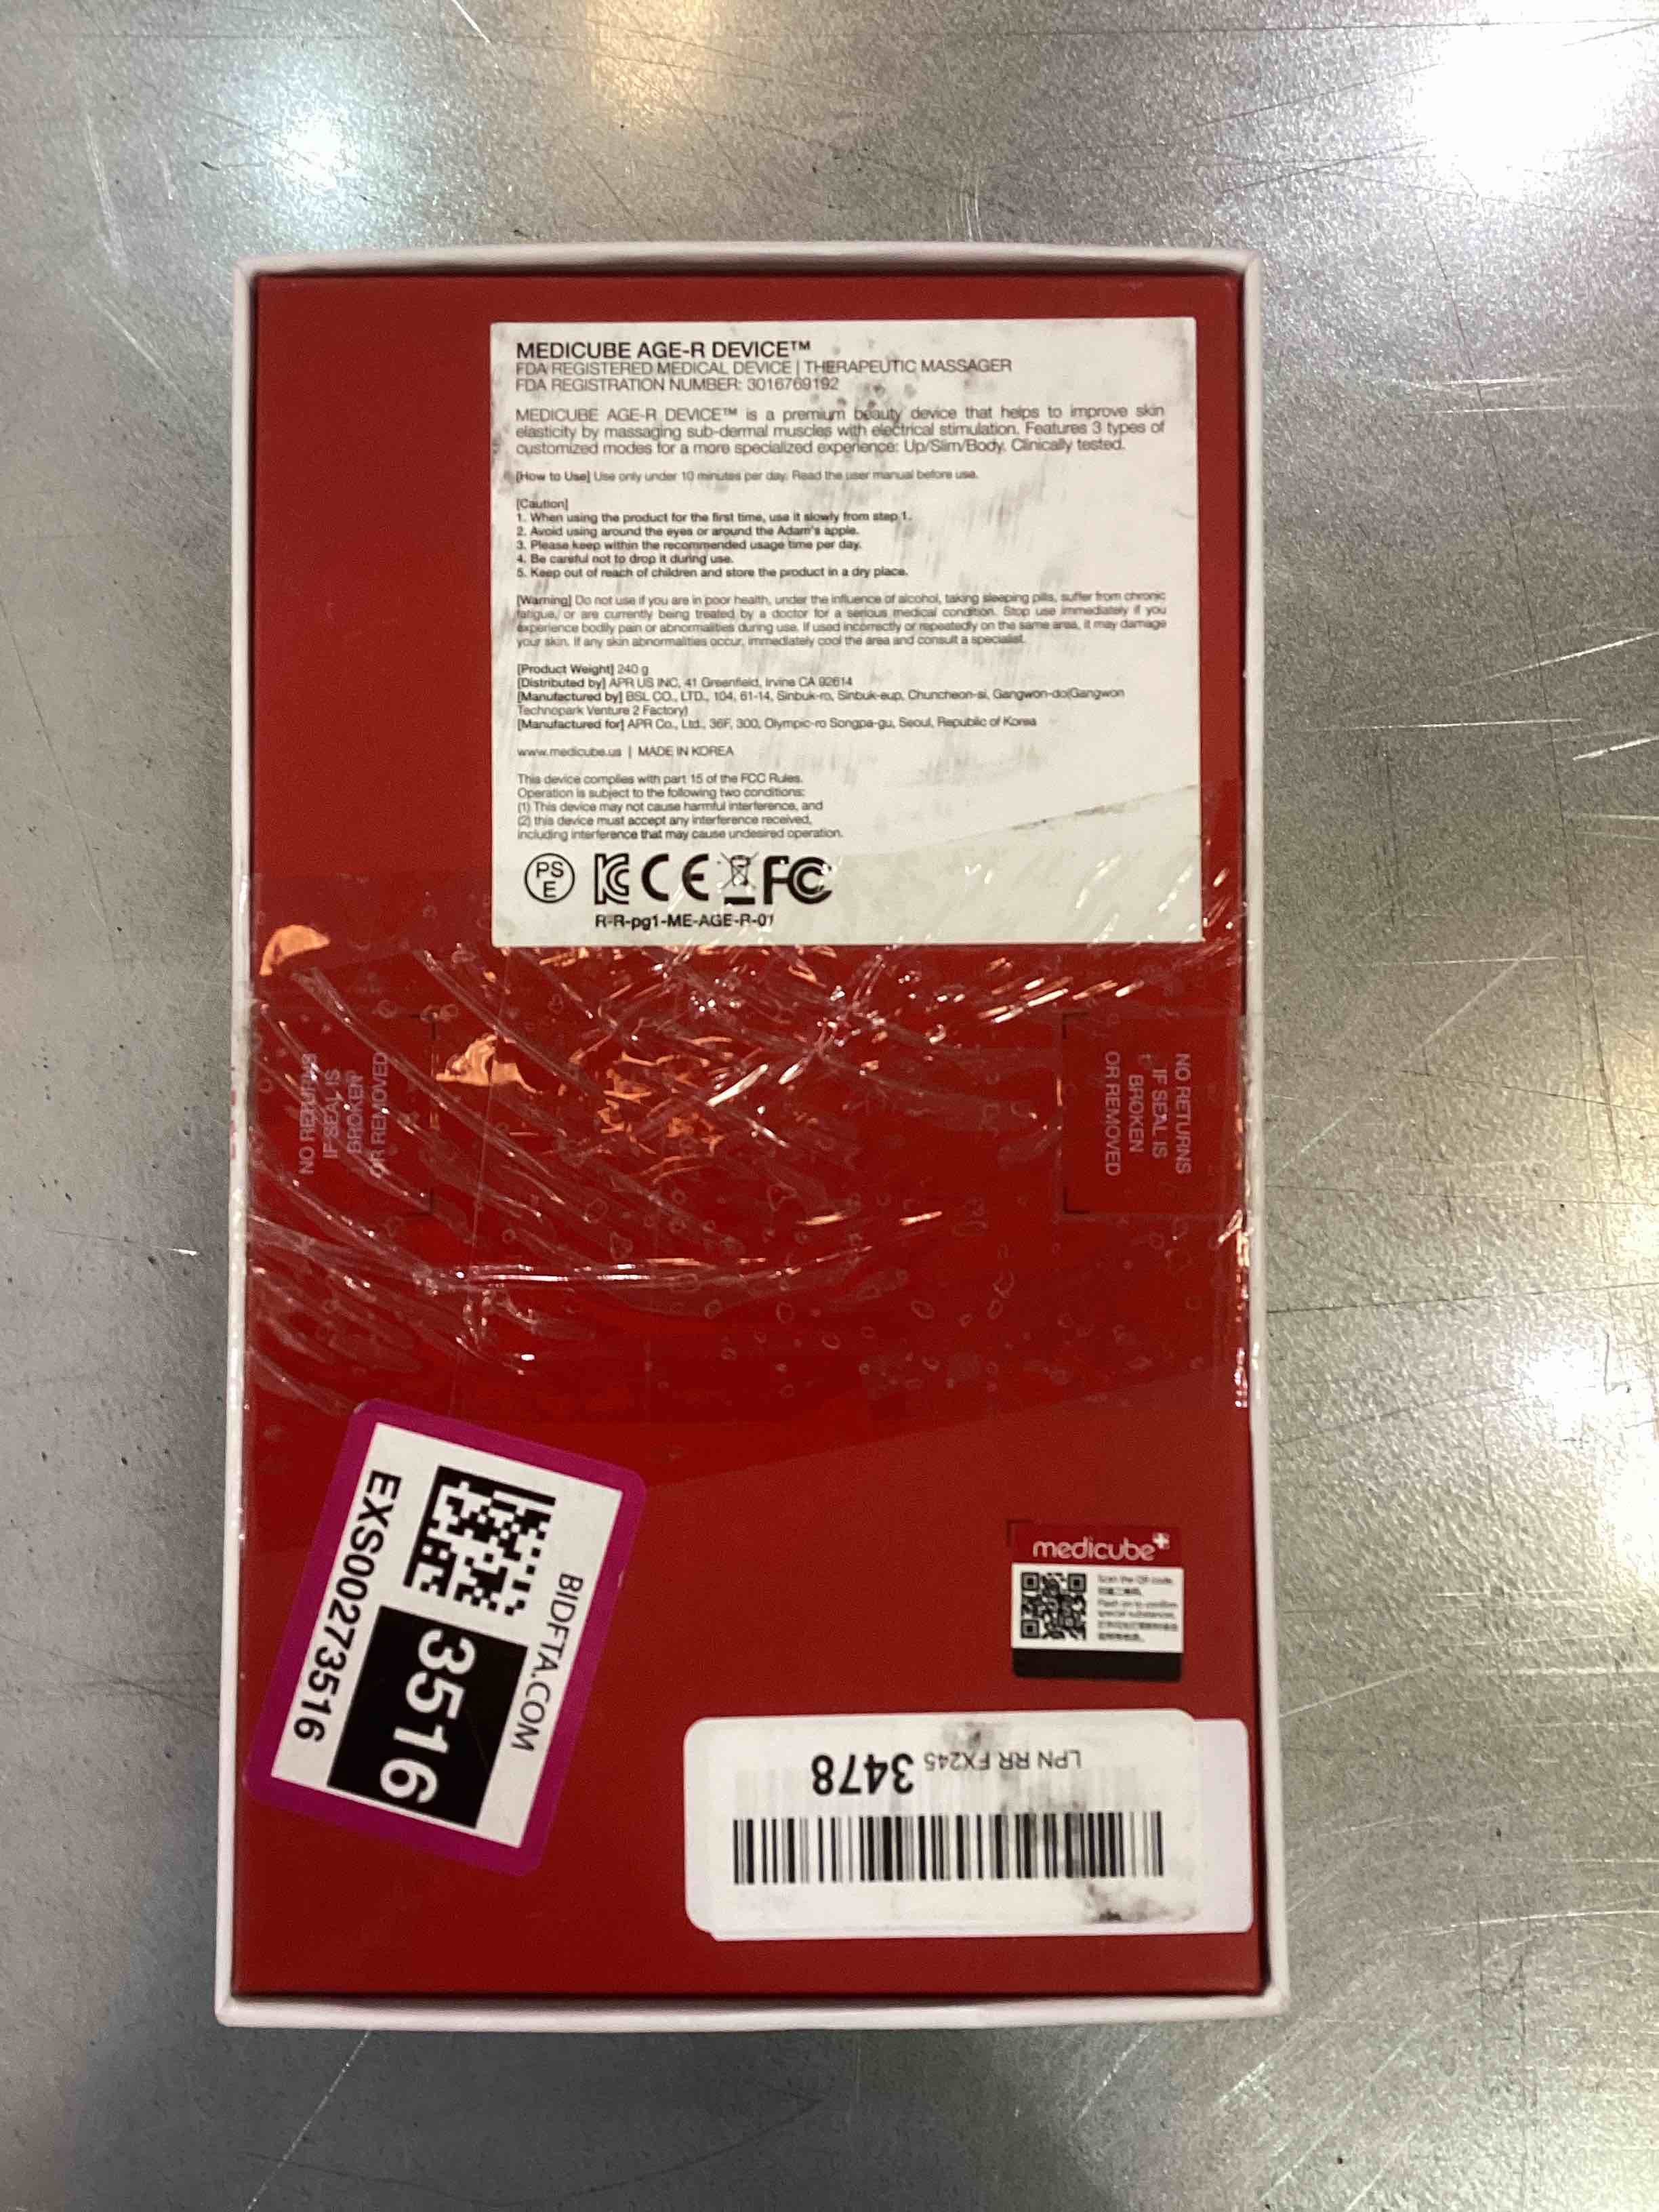 MEDICUBE AGE-R DEVICE™
FDA REGISTERED MEDICAL DEVICE | THERAPEUTIC MASSAGER
FDA REGISTRATION NUMBER: 3016769192
MEDICUBE AGE-R DEVICE™ is a premium beauty device that helps to improve skin
elasticity by massaging sub-dermal muscles with electrical stimulation. Features 3 types of
customized modes for a more specialized experience: Up/Slim/Body. Clinically tested.
[How to Use] Use only under 10 minutes per day. Read the user manual before use.
[Caution]
1. When using the product for the first time, use it slowly from step 1.
2. Avoid using around the eyes or around the Adam's apple.
3. Please keep within the recommended usage time per day.
4. Be careful not to drop it during use.
5. Keep out of reach of children and store the product in a dry place.
[Warning] Do not use if you are in poor health, under the influence of alcohol, taking sleeping pills, suffer from chronic
fatigue, or are currently being treated by a doctor for a serious medical condition. Stop use immediately if you
experience bodily pain or abnormalities during use. If used incorrectly or repeatedly on the same area, it may damage
your skin. If any skin abnormalities occur, immediately cool the area and consult a specialist.
[Product Weight] 240 g
[Distributed by] APR US INC, 41 Greenfield, Irvine CA 92614
[Manufactured by] BSL CO., LTD., 104, 61-14, Sinbuk-ro, Sinbuk-eup, Chuncheon-si, Gangwon-do(Gangwon
Technopark Venture 2 Factory)
[Manufactured for] APR Co., Ltd., 36F, 300, Olympic-ro Songpa-gu, Seoul, Republic of Korea
www.medicube.us | MADE IN KOREA
This device complies with part 15 of the FCC Rules.
Operation is subject to the following two conditions:
(1) This device may not cause harmful interference, and
(2) this device must accept any interference received,
including interference that may cause undesired operation.
PS
E
KC CE FC
R-R-pg1-ME-AGE-R-01
NO RETURNS
IF SEAL IS
BROKEN
OR REMOVED
NO RETURNS
IF SEAL IS
BROKEN
OR REMOVED
BIDFTA.COM
3516
EXS00273516
medicube
Scan the QR code
LPN RR FX245 3478